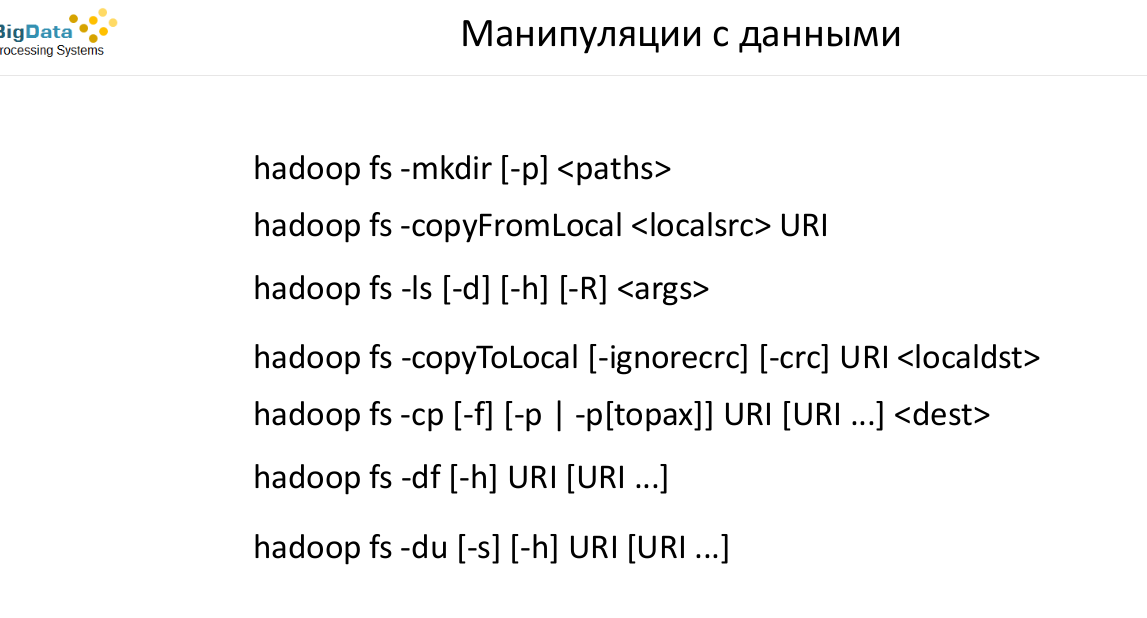 BigData
rocessing Systems
Манипуляции с данными
hadoop fs -mkdir [-p] <paths>
hadoop fs -copyFromLocal <localsrc> URI
hadoop fs -ls [-d] [-h] [-R] <args>
hadoop fs -copyToLocal [-ignorecrc] [-crc] URI <localdst>
hadoop fs -cp [-f] [-p | -p[topax]] URI [URI ...] <dest>
hadoop fs -df [-h] URI [URI ...]
hadoop fs -du [-s] [-h] URI [URI ...]